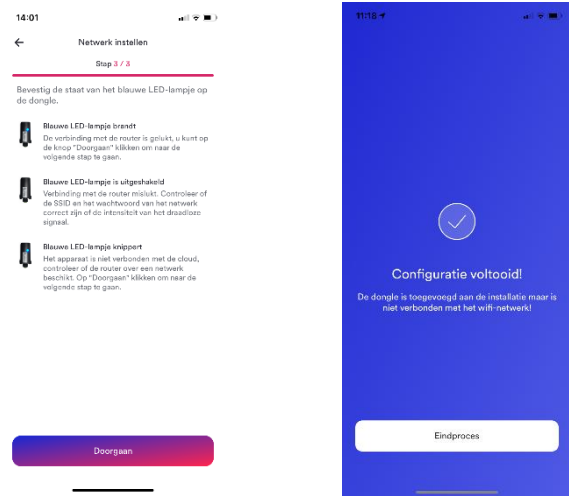 14:01
Netwerk instellen
Stap 3 / 3
Bevestig de staat van het blauwe LED-lampje op
de dongle.
Blauwe LED-lampje brandt
De verbinding met de router is gelukt, u kunt op
de knop "Doorgaan" klikken om naar de
volgende stap te gaan.
Blauwe LED-lampje is uitgeshakeld
Verbinding met de router mislukt. Controleer of
de SSID en het wachtwoord van het netwerk
correct zijn of de intensiteit van het draadloze
signaal.
Blauwe LED-lampje knippert
Het apparaat is niet verbonden met de cloud,
controleer of de router over een netwerk
beschikt. Op "Doorgaan" klikken om naar de
volgende stap te gaan.
Doorgaan
11:18
Configuratie voltooid!
De dongle is toegevoegd aan de installatie maar is
niet verbonden met het wifi-netwerk!
Eindproces